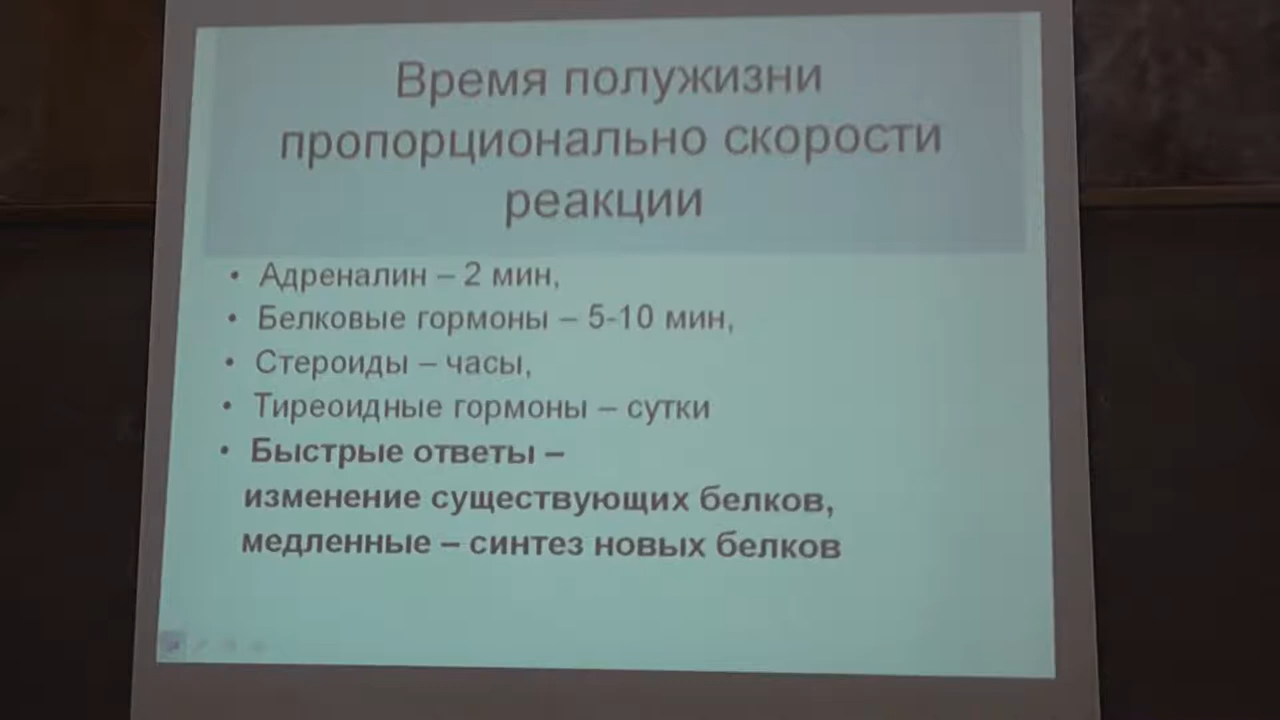 Время полужизни
пропорционально скорости
реакции
• Адреналин – 2 мин,
• Белковые гормоны – 5-10 мин,
• Стероиды – часы,
• Тиреоидные гормоны – сутки
• Быстрые ответы –
изменение существующих белков,
медленные – синтез новых белков